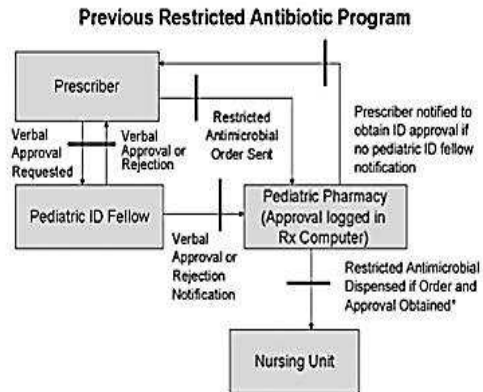 Previous Restricted Antibiotic Program
Prescriber
Verbal
Approval
Requested
Verbal
Approval or
Rejection
Restricted
Antimicrobial
Order Sent
Prescriber notified to
obtain ID approval if
no pediatric ID fellow
notification
Pediatric ID Fellow
Verbal
Approval or
Rejection
Notification
Pediatric Pharmacy
(Approval logged in
Rx Computer)
Restricted Antimicrobial
Dispensed if Order and
Approval Obtained*
Nursing Unit